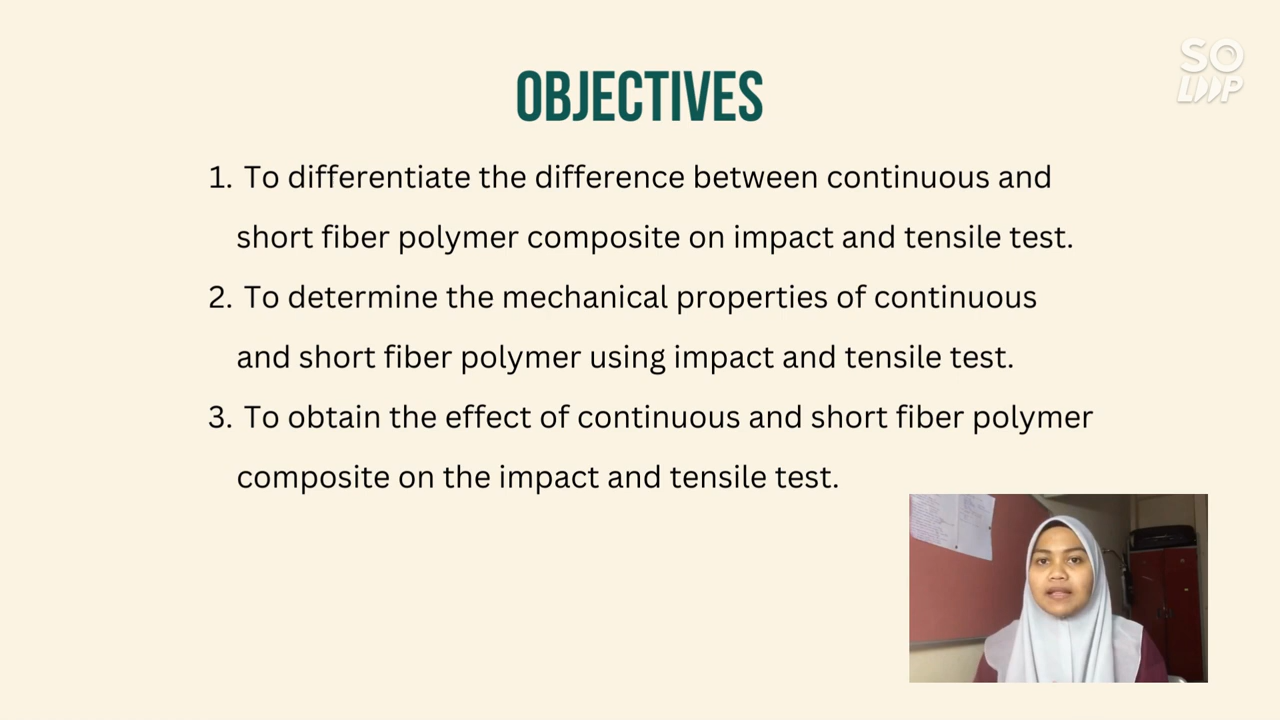 SO
LOOP
OBJECTIVES
1. To differentiate the difference between continuous and
short fiber polymer composite on impact and tensile test.
2. To determine the mechanical properties of continuous
and short fiber polymer using impact and tensile test.
3. To obtain the effect of continuous and short fiber polymer
composite on the impact and tensile test.